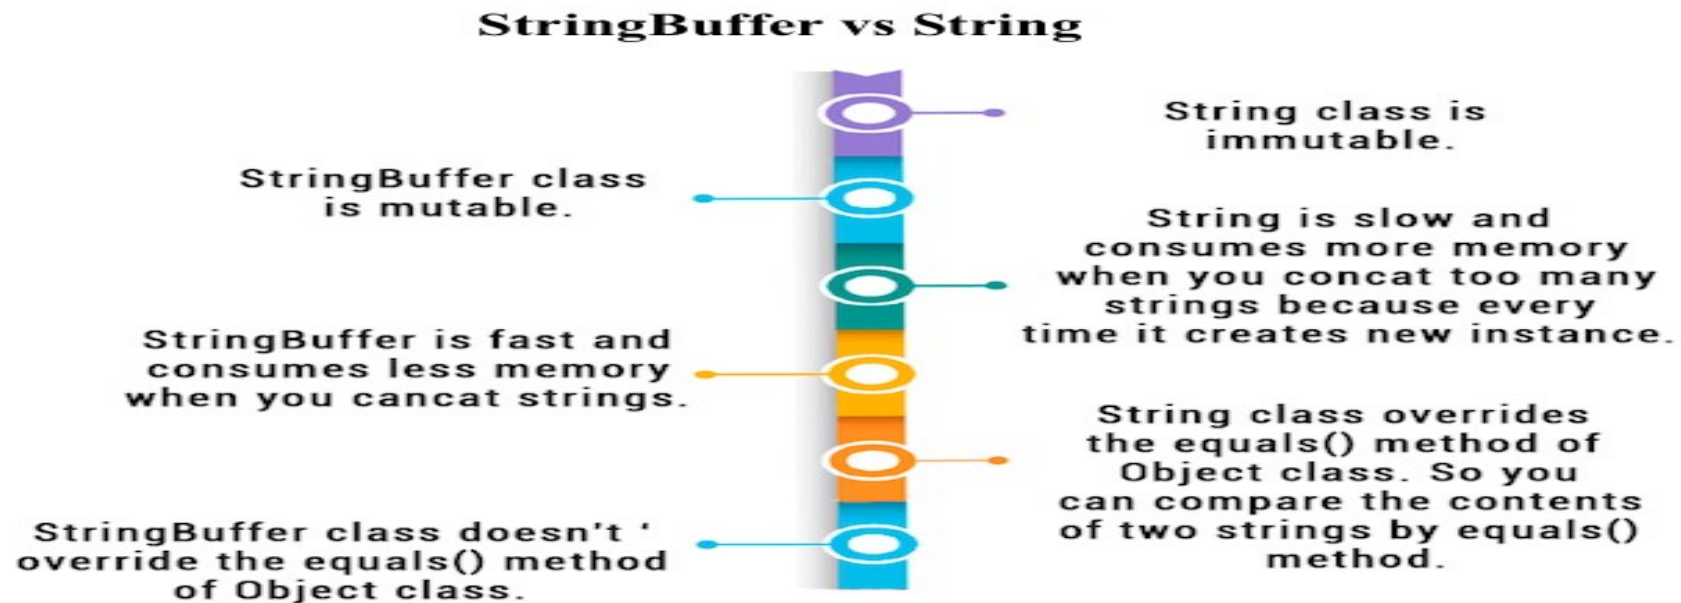 StringBuffer vs String
String class is
immutable.
StringBuffer class
is mutable.
String is slow and
consumes more memory
when you concat too many
strings because every
time it creates new instance.
StringBuffer is fast and
consumes less memory
when you cancat strings.
String class overrides
the equals() method of
Object class. So you
can compare the contents
of two strings by equals()
method.
StringBuffer class doesn't ‘
override the equals() method
of Object class.